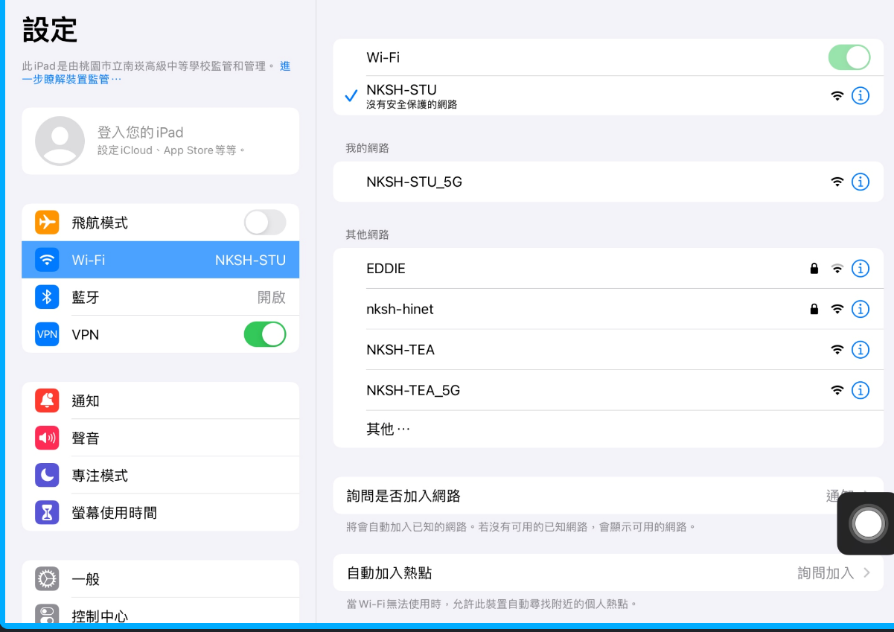 設定
此iPad是由桃園市立南崁高級中等學校監管和管理。進
一步瞭解裝置監管…
登入您的iPad
設定iCloud、App Store等等。
飛航模式
Wi-Fi NKSH-STU
藍牙 開啟
VPN VPN
通知
聲音
專注模式
螢幕使用時間
一般
控制中心
Wi-Fi
NKSH-STU
沒有安全保護的網路
我的網路
NKSH-STU_5G
其他網路
EDDIE
nksh-hinet
NKSH-TEA
NKSH-TEA_5G
其他…
詢問是否加入網路 通
將會自動加入已知的網路。若沒有可用的已知網路，會顯示可用的網路。
自動加入熱點 詢問加入
當Wi-Fi無法使用時，允許此裝置自動尋找附近的個人熱點。